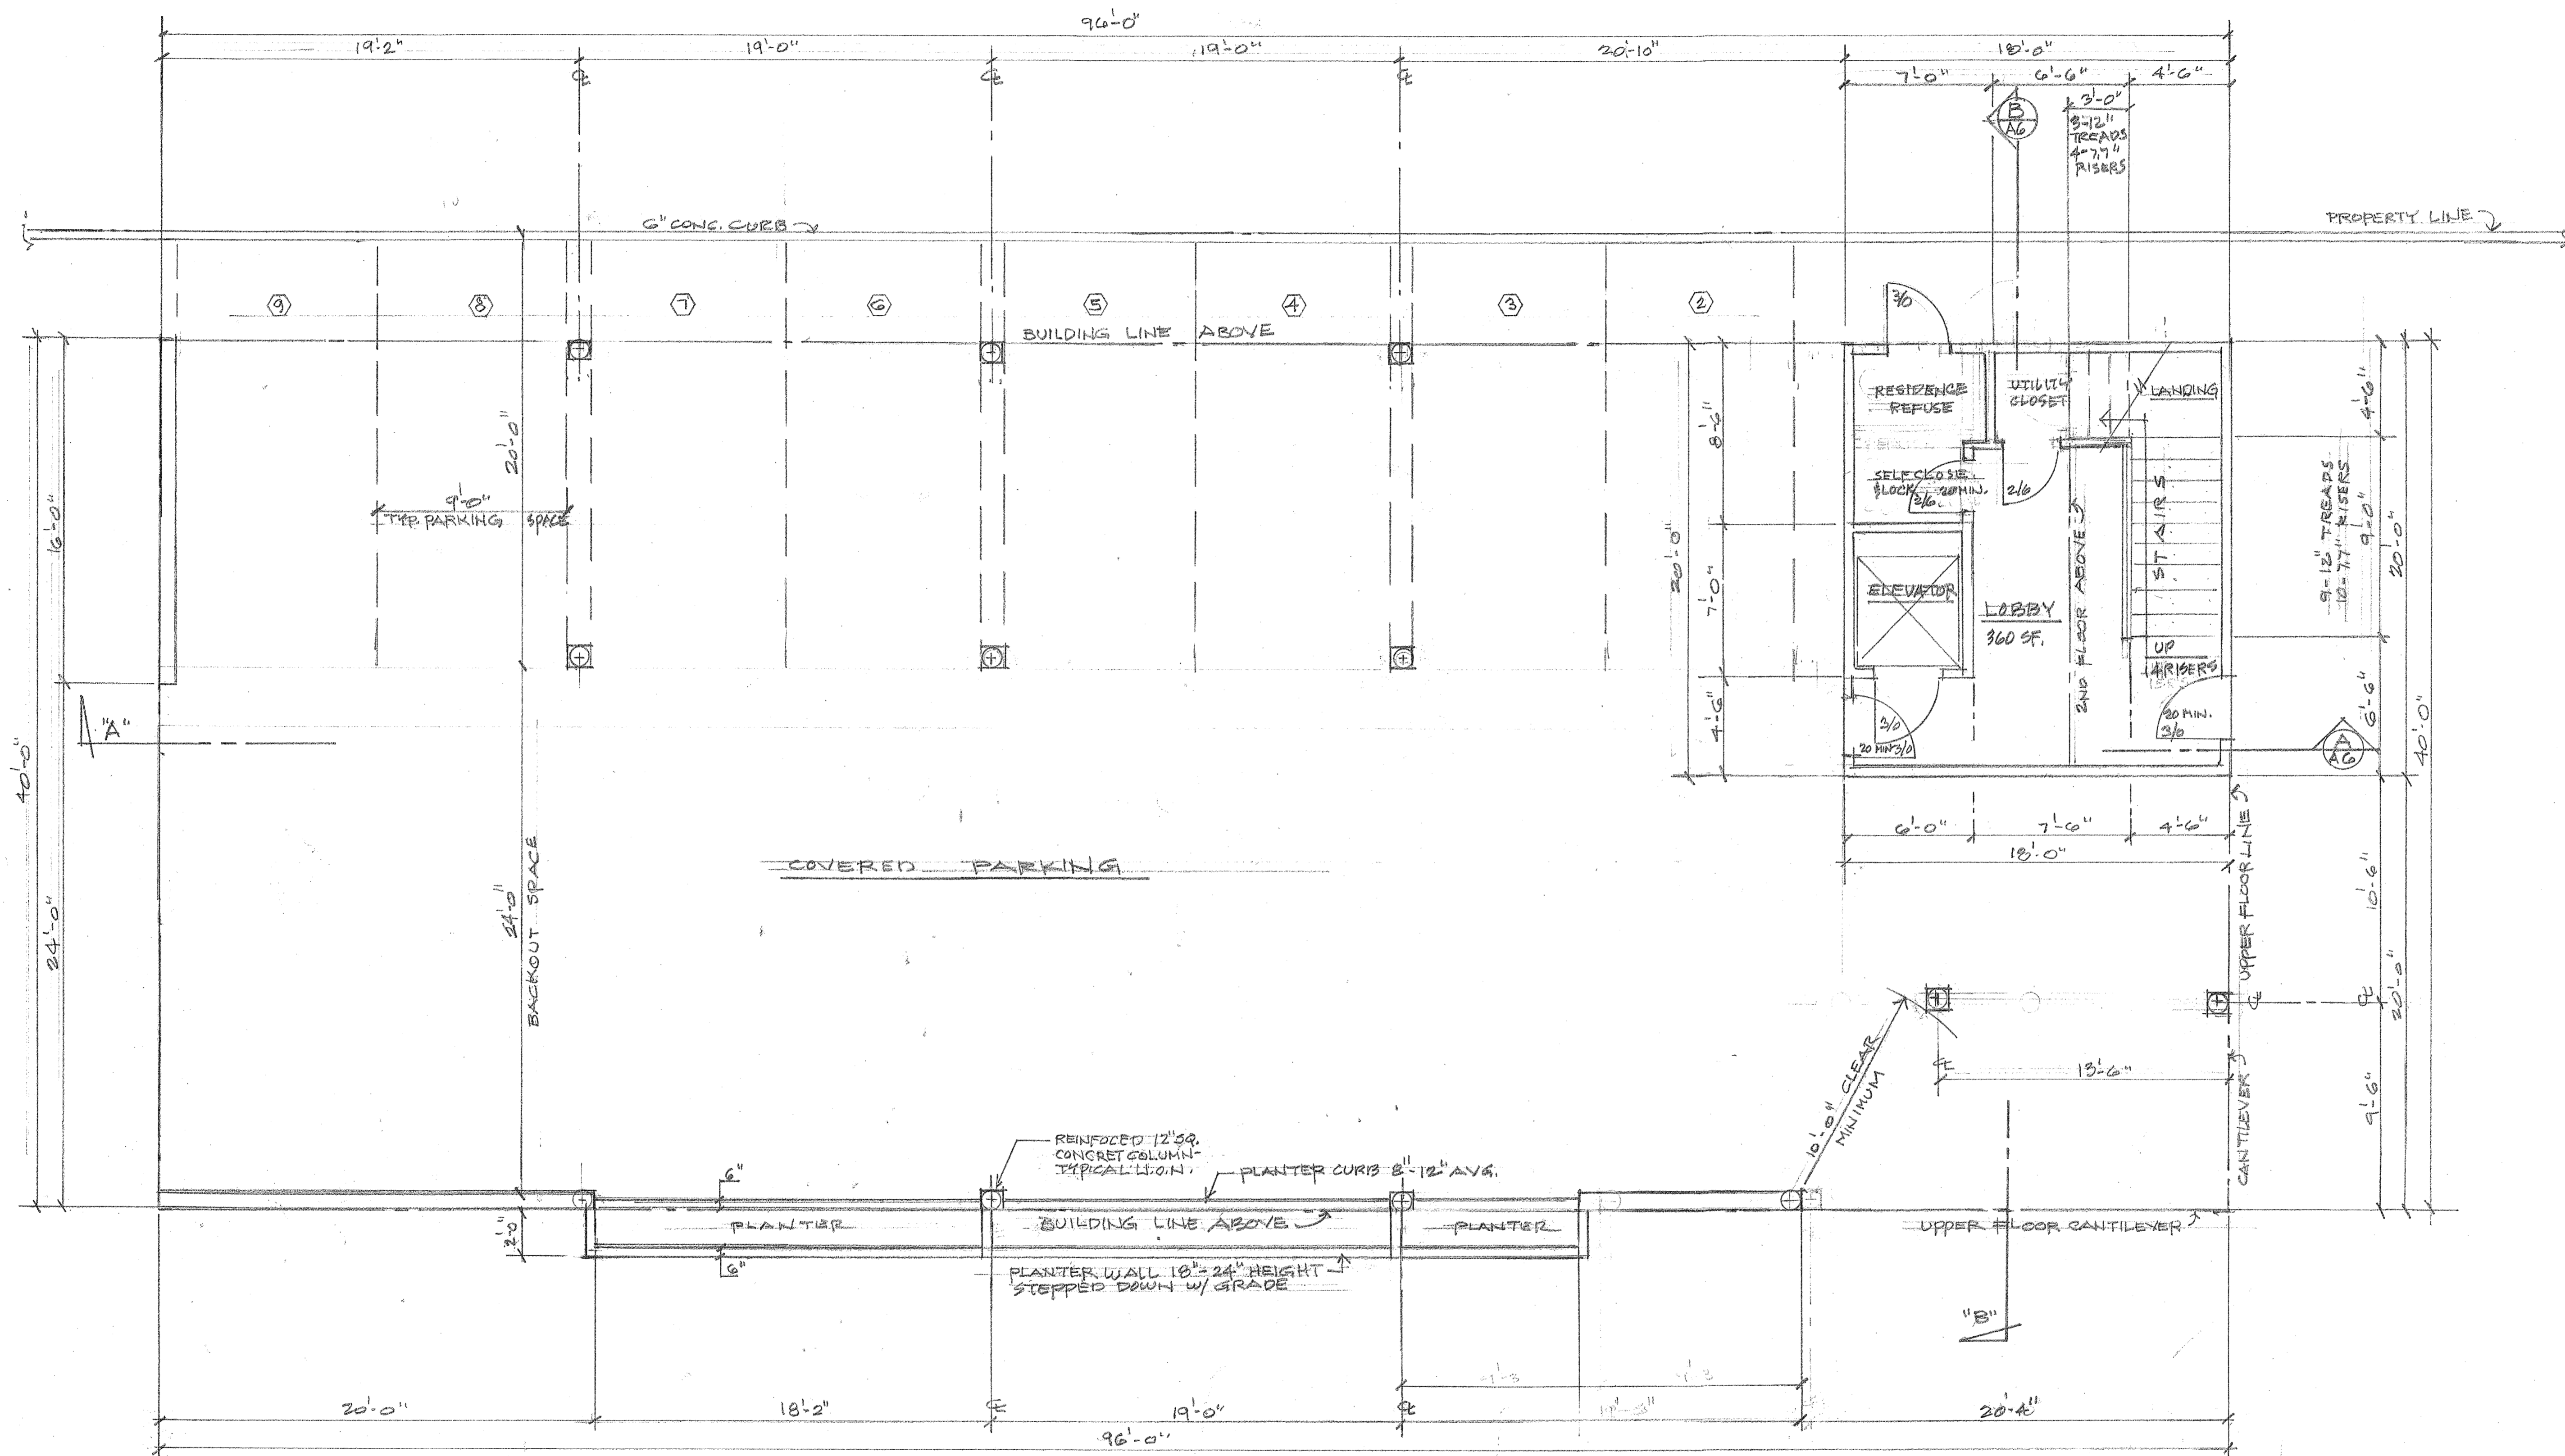 96'-0"
19'-2"
19'-0"
19'-0"
20'-10"
18'-0"
7'-0"
6'-6"
4'-6"
3'-0"
3-12"
TREADS
4-7.7"
RISERS
B
A6
6" CONC. CURB
PROPERTY LINE
9
8
7
6
5
4
3
2
BUILDING LINE ABOVE
3/0
RESIDENCE
REFUSE
UTILITY
CLOSET
LANDING
SELF CLOSE
& LOCK 20 MIN.
2/6
2/6
ELEVATOR
LOBBY
360 SF.
2ND FLOOR ABOVE
STAIRS
UP
4 RISERS
20 MIN.
3/0
3/0
20 MIN 3/0
9'-0"
TYP. PARKING SPACE
20'-0"
16'-0"
40'-0"
24'-0"
24'-0"
BACKOUT SPACE
"A"
8'-6"
7'-0"
4'-6"
20'-0"
4'-6"
9-12" TREADS
10-7.7" RISERS
9'-0"
20'-0"
6'-6"
40'-0"
A
A6
6'-0"
7'-6"
4'-6"
18'-0"
COVERED PARKING
UPPER FLOOR LINE
10'-6"
20'-0"
9'-6"
CANTILEVER
13'-6"
10'-0" CLEAR
MINIMUM
REINFOCED 12" SQ.
CONCRET COLUMN-
TYPICAL U.O.N.
PLANTER CURB 8"-12" AVG.
6"
2'-0"
6"
PLANTER
BUILDING LINE ABOVE
PLANTER
UPPER FLOOR CANTILEVER
PLANTER WALL 18"-24" HEIGHT
STEPPED DOWN W/ GRADE
"B"
20'-0"
18'-2"
19'-0"
20'-4"
96'-0"